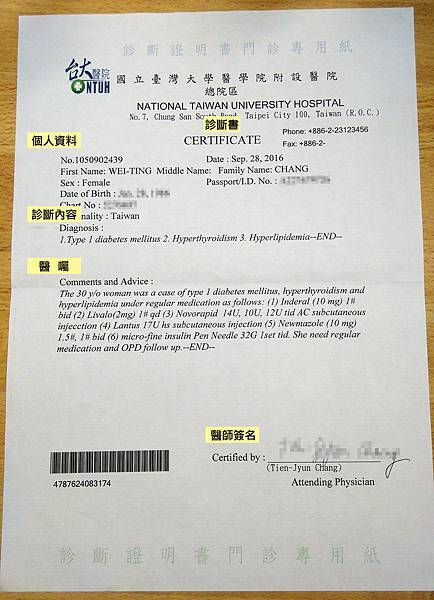 診斷證明書門診專用紙
台大醫院
NTUH
國立臺灣大學醫學院附設醫院
總院區
NATIONAL TAIWAN UNIVERSITY HOSPITAL
No.7, Chung San South Road, Taipei City 100, Taiwan (R.O.C.)
診斷書
CERTIFICATE
Phone: +886-2-23123456
Fax: +886-2-
個人資料
No.1050902439 Date : Sep. 28, 2016
First Name: WEI-TING Middle Name: Family Name: CHANG
Sex : Female Passport/I.D. No. :
Date of Birth :
Chart No :
診斷內容
nality : Taiwan
Diagnosis :
1.Type 1 diabetes mellitus 2. Hyperthyroidism 3. Hyperlipidemia--END--
醫 囑
Comments and Advice :
The 30 y/o woman was a case of type 1 diabetes mellitus, hyperthyroidism and
hyperlipidemia under regular medication as follows: (1) Inderal (10 mg) 1#
bid (2) Livalo(2mg) 1# qd (3) Novorapid 14U, 10U, 12U tid AC subcutaneous
injecction (4) Lantus 17U hs subcutaneous injection (5) Newmazole (10 mg)
1.5#, 1# bid (6) micro-fine insulin Pen Needle 32G 1set tid. She need regular
medication and OPD follow up.--END--
醫師簽名
Certified by :
(Tien-Jyun Chang)
Attending Physician
4787624083174
診斷證明書門診專用紙